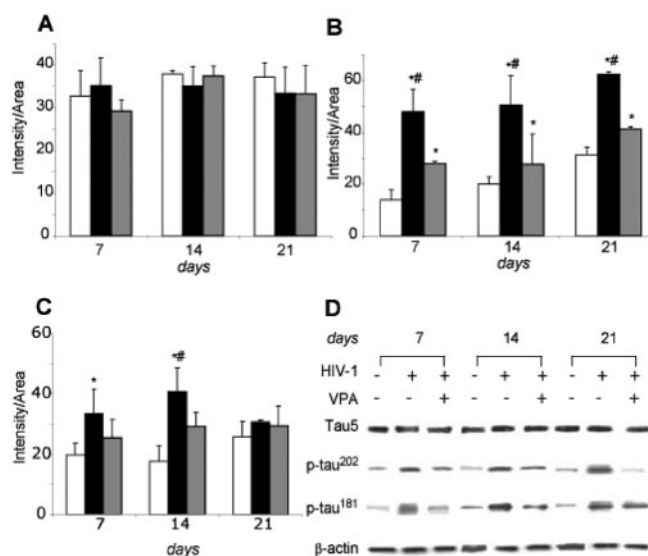 A
Intensity/Area
40
30
20
10
0
7 14 21
days
B
Intensity/Area
60
40
20
0
*# *# *#
* * *
7 14 21
days
C
Intensity/Area
60
40
20
0
* *#
7 14 21
days
D
days 7 14 21
HIV-1 - + + - + + - + +
VPA + + +
Tau5
p-tau202
p-tau181
β-actin